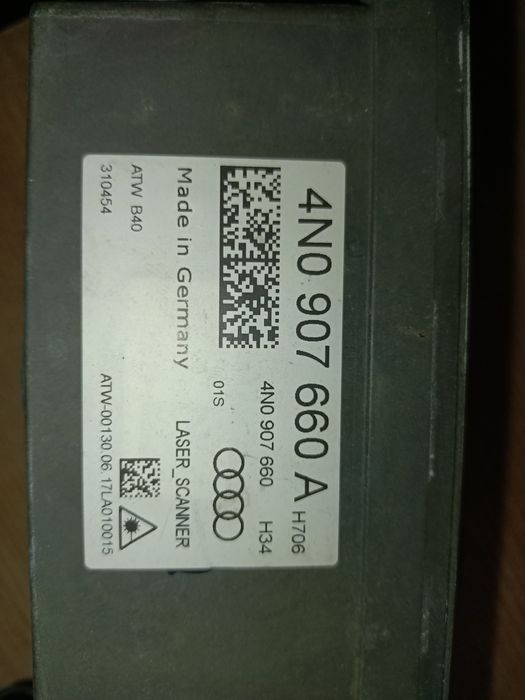 4N0 907 660 A H706
4N0 907 660 H34
01S
Made in Germany LASER_SCANNER
ATW B40
310454 ATW-00130.06.17LA010015